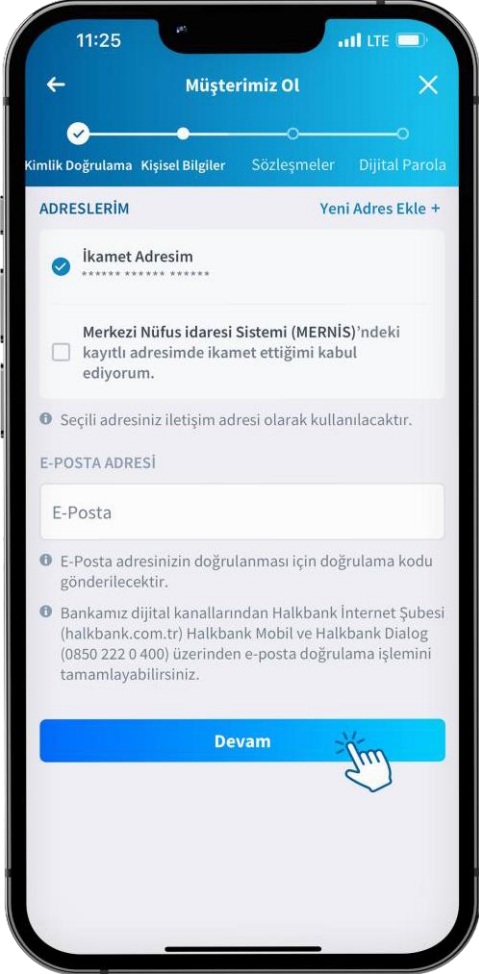 11:25
LTE
Müşterimiz Ol
Kimlik Doğrulama Kişisel Bilgiler Sözleşmeler Dijital Parola
ADRESLERİM Yeni Adres Ekle +
İkamet Adresim
****** ****** ******
Merkezi Nüfus idaresi Sistemi (MERNİS)'ndeki
kayıtlı adresimde ikamet ettiğimi kabul
ediyorum.
Seçili adresiniz iletişim adresi olarak kullanılacaktır.
E-POSTA ADRESİ
E-Posta
E-Posta adresinizin doğrulanması için doğrulama kodu
gönderilecektir.
Bankamız dijital kanallarından Halkbank İnternet Şubesi
(halkbank.com.tr) Halkbank Mobil ve Halkbank Dialog
(0850 222 0 400) üzerinden e-posta doğrulama işlemini
tamamlayabilirsiniz.
Devam